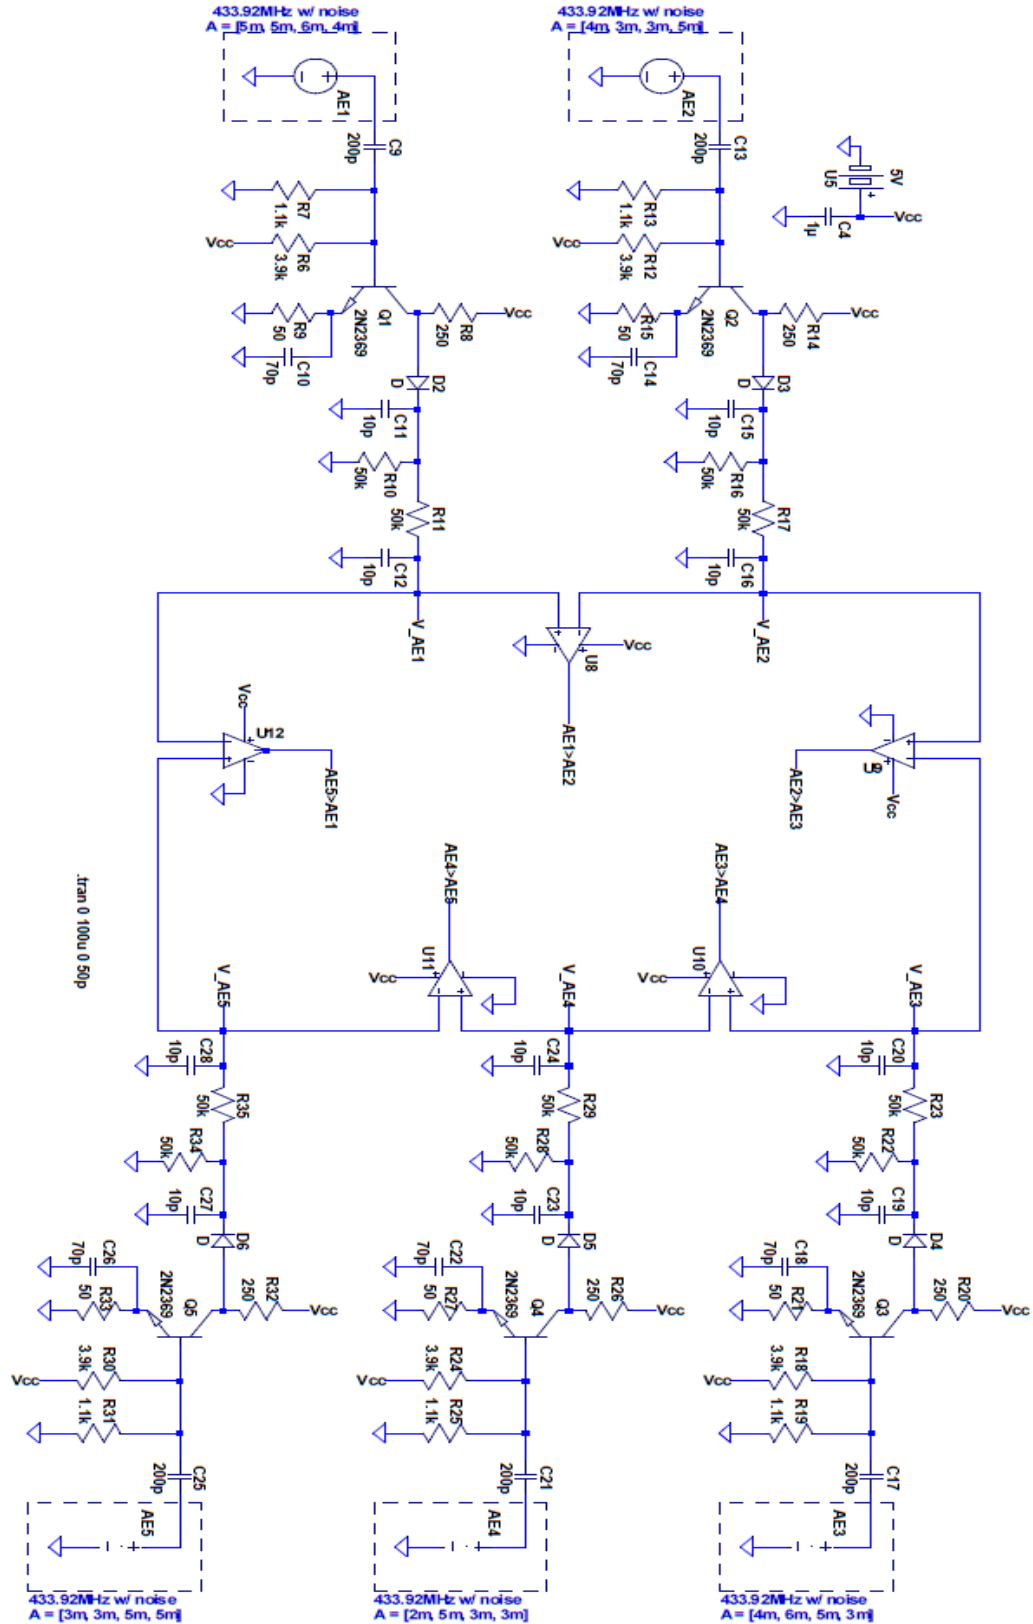 433.92MHz w/ noise
A = [5m, 5m, 6m, 4m]
AE1
C9
200p
R7
1.1k
Vcc
R6
3.9k
Q1
2N2369
R9
50
C10
70p
R8
250
Vcc
D2
D
C11
10p
R10
50k
R11
50k
C12
10p
V_AE1
433.92MHz w/ noise
A = [4m, 3m, 3m, 5m]
AE2
C13
200p
R13
1.1k
Vcc
R12
3.9k
Q2
2N2369
R15
50
C14
70p
R14
250
Vcc
D3
D
C15
10p
R16
50k
R17
50k
C16
10p
V_AE2
5V
U5
Vcc
C4
1µ
U8
Vcc
AE1>AE2
Vcc
U12
AE5>AE1
U9
Vcc
AE2>AE3
AE4>AE5
U11
Vcc
AE3>AE4
U10
Vcc
.tran 0 100u 0 50p
V_AE5
C28
10p
R35
50k
R34
50k
C27
10p
D6
D
C26
70p
R33
50
2N2369
Q5
R32
250
Vcc
R30
3.9k
Vcc
R31
1.1k
C25
200p
AE5
433.92MHz w/ noise
A = [3m, 3m, 5m, 5m]
V_AE4
C24
10p
R29
50k
R28
50k
C23
10p
D5
D
C22
70p
R27
50
2N2369
Q4
R26
250
Vcc
R24
3.9k
Vcc
R25
1.1k
C21
200p
AE4
433.92MHz w/ noise
A = [2m, 5m, 3m, 3m]
V_AE3
C20
10p
R23
50k
R22
50k
C19
10p
D4
D
C18
70p
R21
50
2N2369
Q3
R20
250
Vcc
R18
3.9k
Vcc
R19
1.1k
C17
200p
AE3
433.92MHz w/ noise
A = [4m, 6m, 5m, 3m]